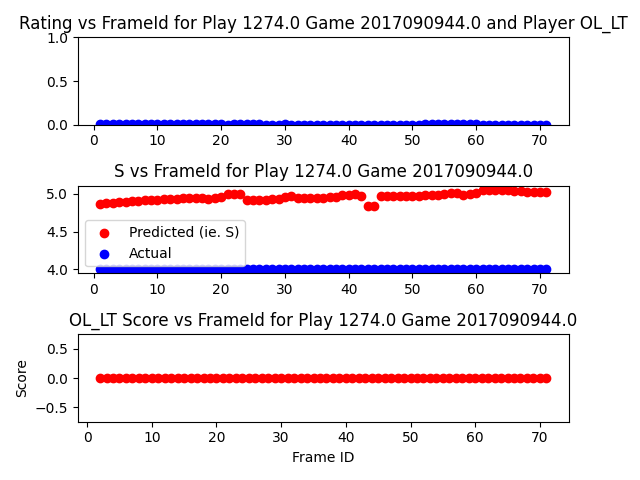 Rating vs FrameId for Play 1274.0 Game 2017090944.0 and Player OL_LT
1.0
0.5
0.0
0 10 20 30 40 50 60 70
S vs FrameId for Play 1274.0 Game 2017090944.0
5.0
4.5
4.0
Predicted (ie. S)
Actual
0 10 20 30 40 50 60 70
OL_LT Score vs FrameId for Play 1274.0 Game 2017090944.0
Score
0.5
0.0
−0.5
0 10 20 30 40 50 60 70
Frame ID